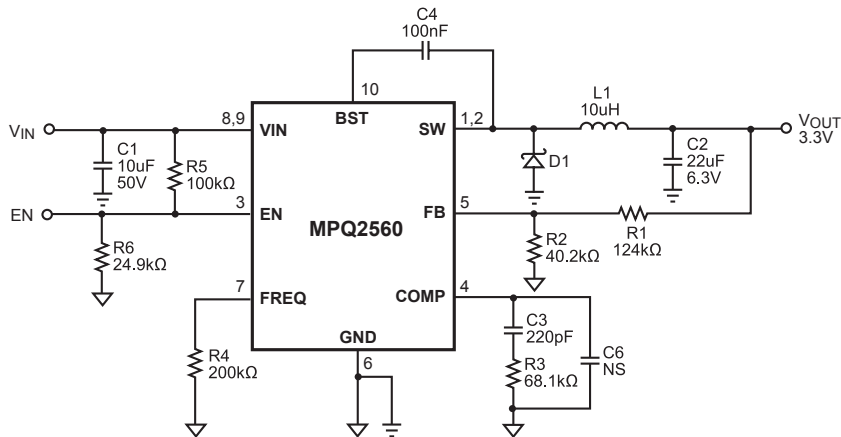 C4
100nF
10
BST
8,9
VIN
VIN
C1
10uF
50V
R5
100kΩ
EN
3
EN
R6
24.9kΩ
7
FREQ
R4
200kΩ
MPQ2560
GND
6
SW
1,2
L1
10uH
VOUT
3.3V
D1
C2
22uF
6.3V
FB
5
R1
124kΩ
R2
40.2kΩ
COMP
4
C3
220pF
R3
68.1kΩ
C6
NS